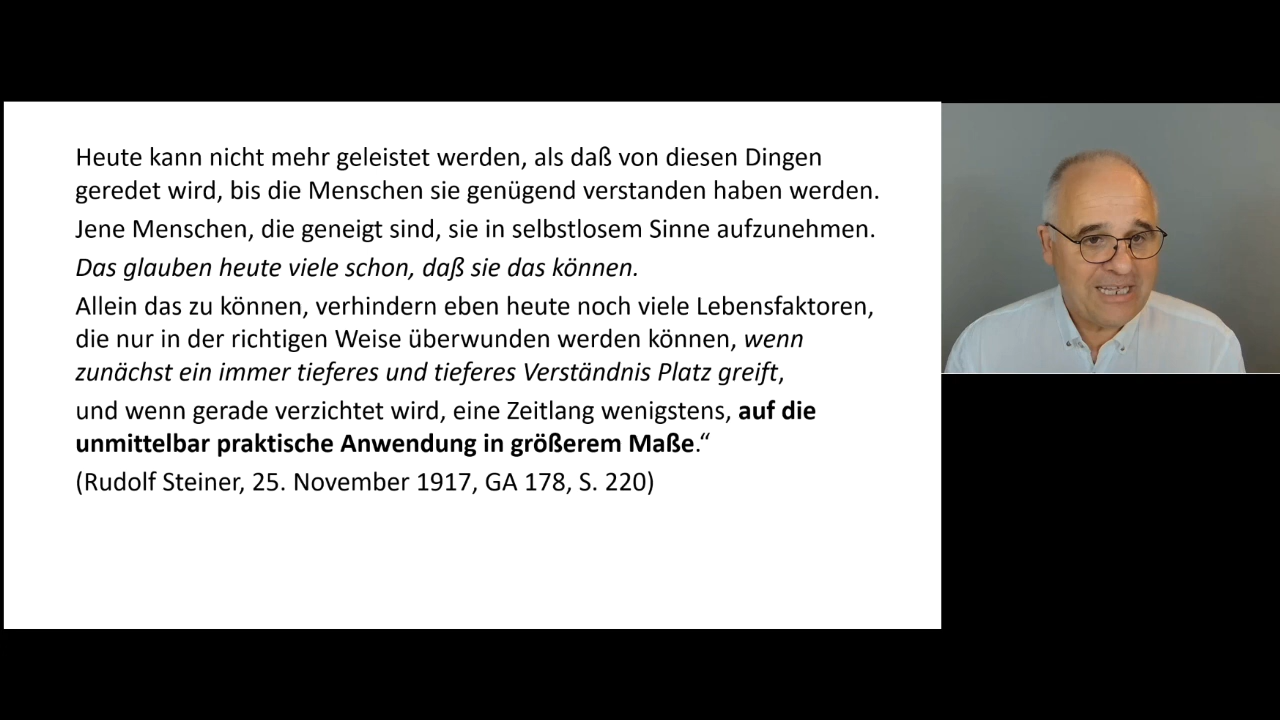 Heute kann nicht mehr geleistet werden, als daß von diesen Dingen
geredet wird, bis die Menschen sie genügend verstanden haben werden.
Jene Menschen, die geneigt sind, sie in selbstlosem Sinne aufzunehmen.
Das glauben heute viele schon, daß sie das können.
Allein das zu können, verhindern eben heute noch viele Lebensfaktoren,
die nur in der richtigen Weise überwunden werden können, wenn
zunächst ein immer tieferes und tieferes Verständnis Platz greift,
und wenn gerade verzichtet wird, eine Zeitlang wenigstens, auf die
unmittelbar praktische Anwendung in größerem Maße.“
(Rudolf Steiner, 25. November 1917, GA 178, S. 220)